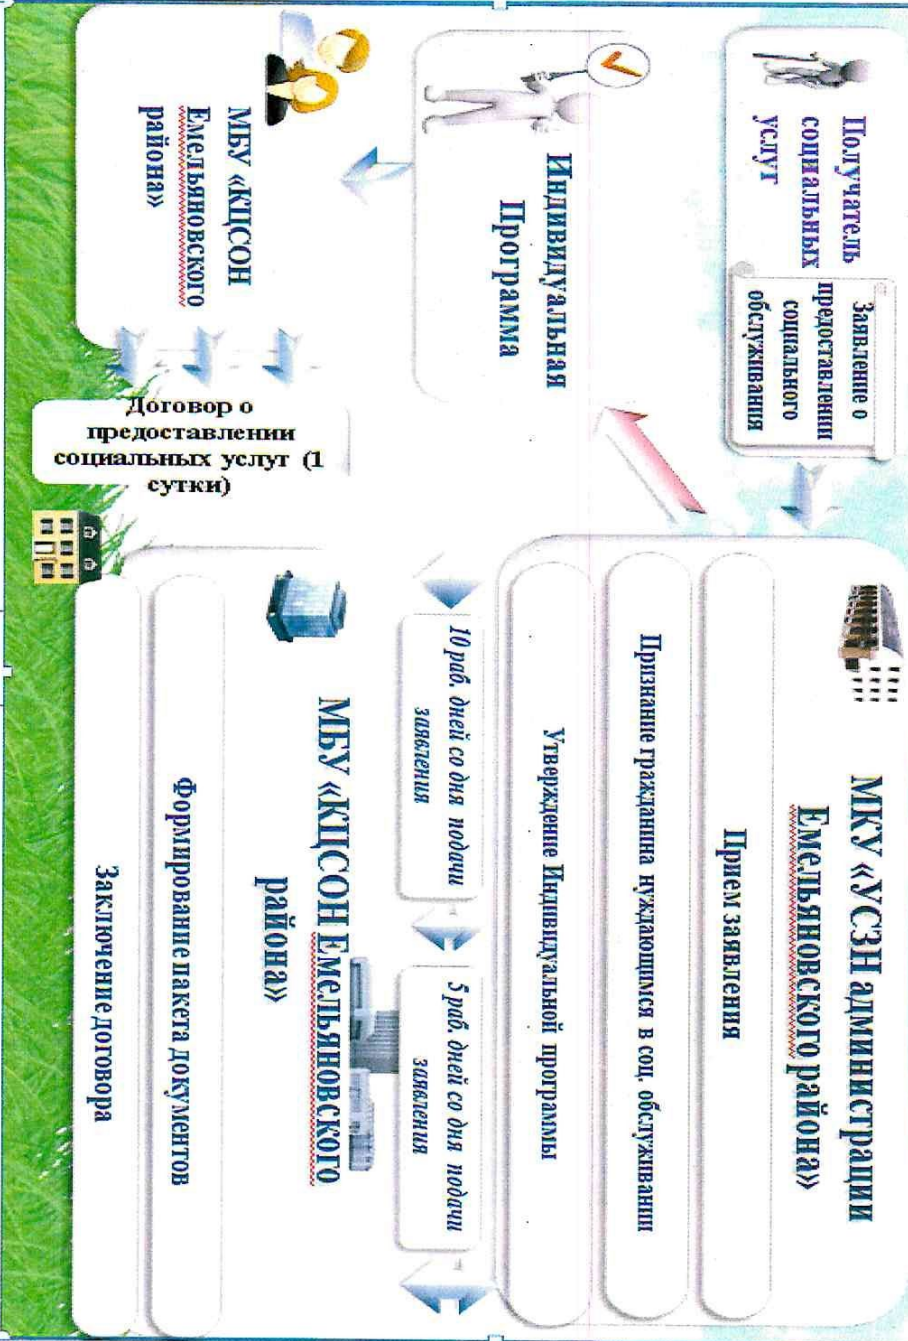 Получатель
социальных
услуг
Заявление о
предоставлении
социального
обслуживания
МКУ «УСЗН администрации
Емельяновского района»
Прием заявления
Признание гражданина нуждающимся в соц. обслуживании
Утверждение Индивидуальной программы
Индивидуальная
Программа
10 раб. дней со дня подачи
заявления
5 раб. дней со дня подачи
заявления
МБУ «КЦСОН
Емельяновского
района»
Договор о
предоставлении
социальных услуг (1
сутки)
МБУ «КЦСОН Емельяновского
района»
Формирование пакета документов
Заключение договора